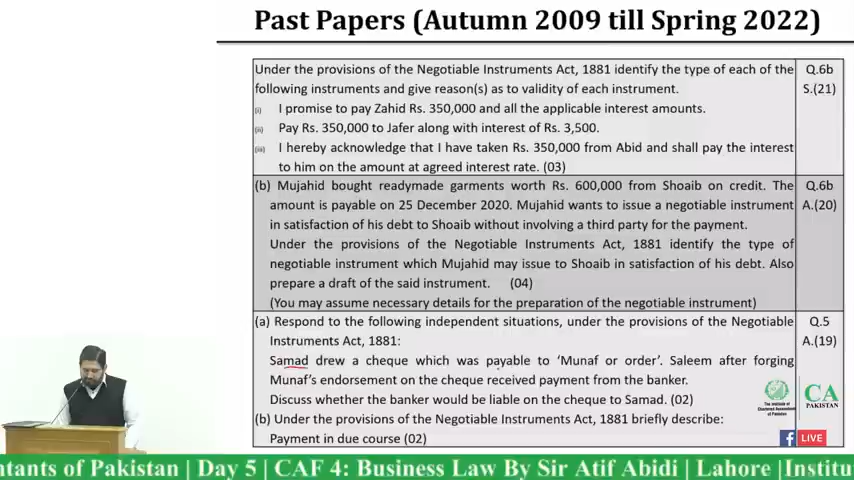 Past Papers (Autumn 2009 till Spring 2022)
Under the provisions of the Negotiable Instruments Act, 1881 identify the type of each of the
following instruments and give reason(s) as to validity of each instrument.
(i) I promise to pay Zahid Rs. 350,000 and all the applicable interest amounts.
(ii) Pay Rs. 350,000 to Jafer along with interest of Rs. 3,500.
(iii) I hereby acknowledge that I have taken Rs. 350,000 from Abid and shall pay the interest
to him on the amount at agreed interest rate. (03)
Q.6b
S.(21)
(b) Mujahid bought readymade garments worth Rs. 600,000 from Shoaib on credit. The
amount is payable on 25 December 2020. Mujahid wants to issue a negotiable instrument
in satisfaction of his debt to Shoaib without involving a third party for the payment.
Under the provisions of the Negotiable Instruments Act, 1881 identify the type of
negotiable instrument which Mujahid may issue to Shoaib in satisfaction of his debt. Also
prepare a draft of the said instrument. (04)
(You may assume necessary details for the preparation of the negotiable instrument)
Q.6b
A.(20)
(a) Respond to the following independent situations, under the provisions of the Negotiable
Instruments Act, 1881:
Samad drew a cheque which was payable to ‘Munaf or order’. Saleem after forging
Munaf’s endorsement on the cheque received payment from the banker.
Discuss whether the banker would be liable on the cheque to Samad. (02)
(b) Under the provisions of the Negotiable Instruments Act, 1881 briefly describe:
Payment in due course (02)
Q.5
A.(19)
The Institute of
Chartered Accountants
of Pakistan
CA
PAKISTAN
f LIVE
ntants of Pakistan | Day 5 | CAF 4: Business Law By Sir Atif Abidi | Lahore |Institu